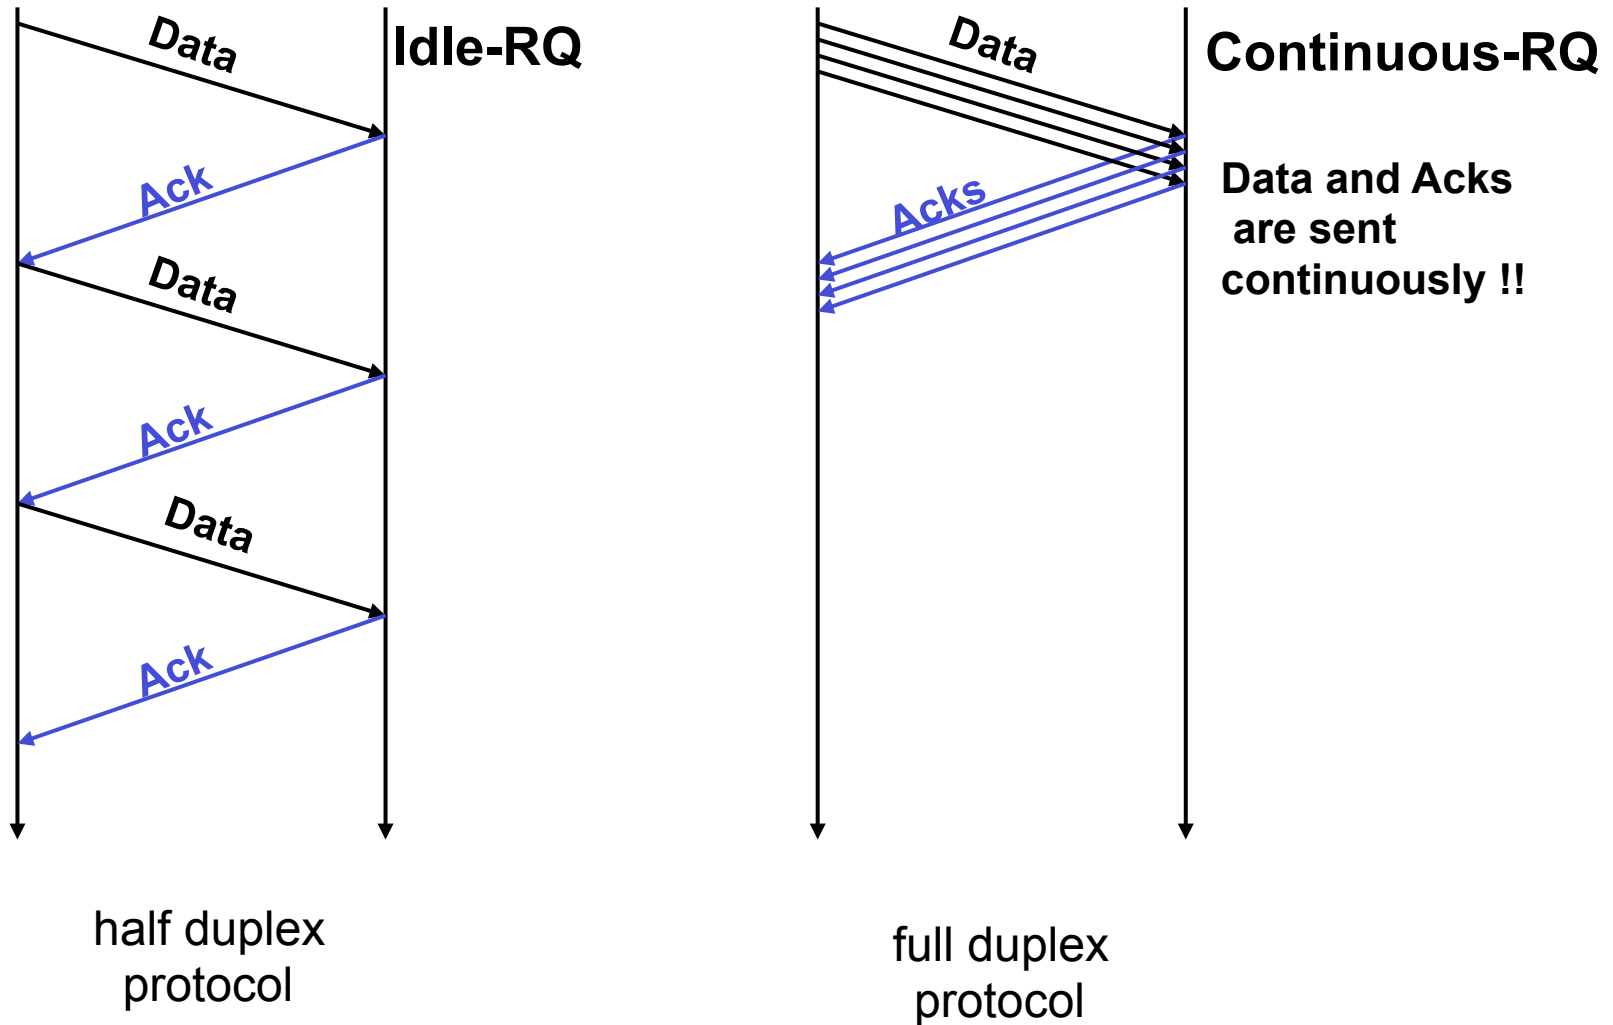 Idle-RQ
Data
Ack
Data
Ack
Data
Ack
half duplex
protocol
Continuous-RQ
Data
Acks
Data and Acks
are sent
continuously !!
full duplex
protocol